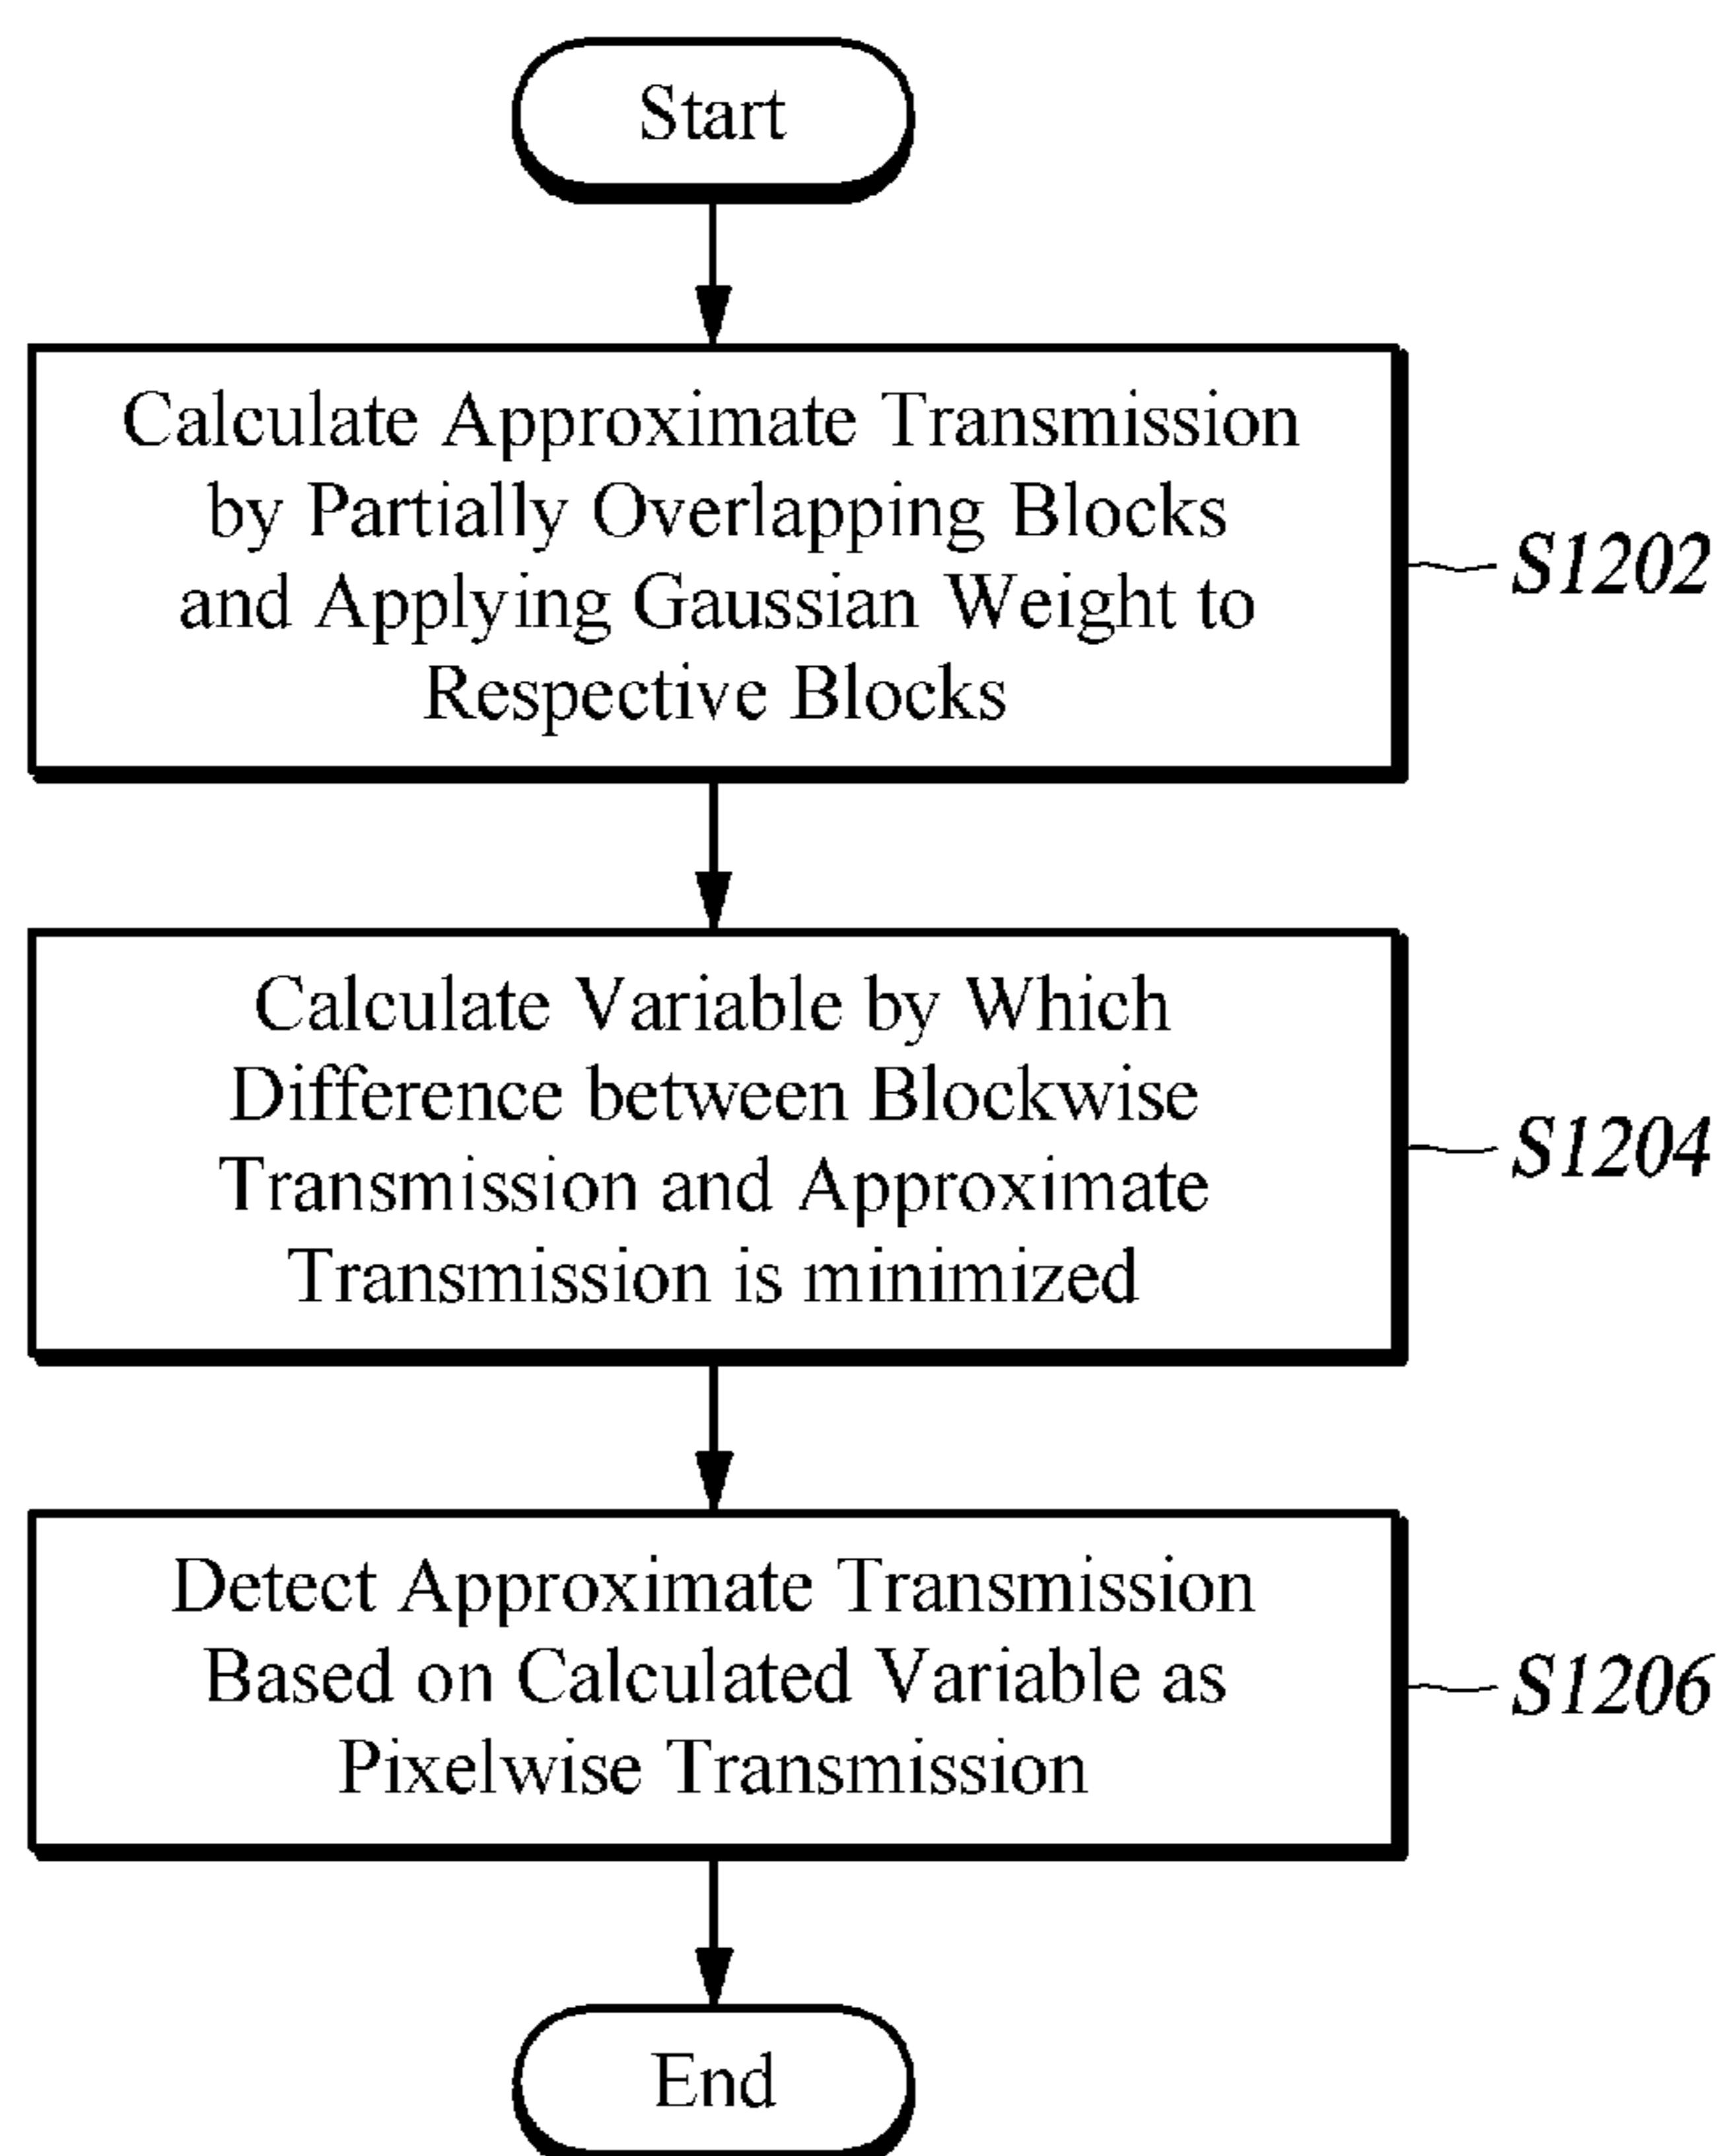 Start
Calculate Approximate Transmission
by Partially Overlapping Blocks
and Applying Gaussian Weight to
Respective Blocks
S1202
Calculate Variable by Which
Difference between Blockwise
Transmission and Approximate
Transmission is minimized
S1204
Detect Approximate Transmission
Based on Calculated Variable as
Pixelwise Transmission
S1206
End